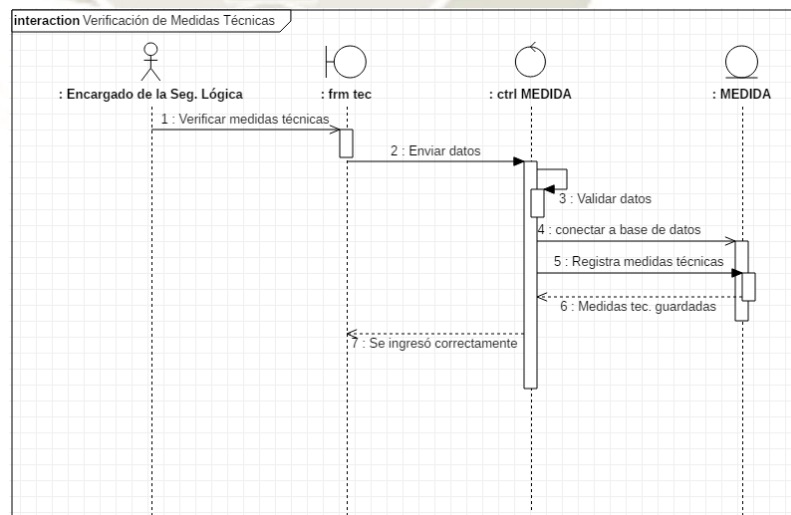 interaction Verificación de Medidas Técnicas
: Encargado de la Seg. Lógica
: frm tec
: ctrl MEDIDA
: MEDIDA
1 : Verificar medidas técnicas
2 : Enviar datos
3 : Validar datos
4 : conectar a base de datos
5 : Registra medidas técnicas
6 : Medidas tec. guardadas
7 : Se ingresó correctamente